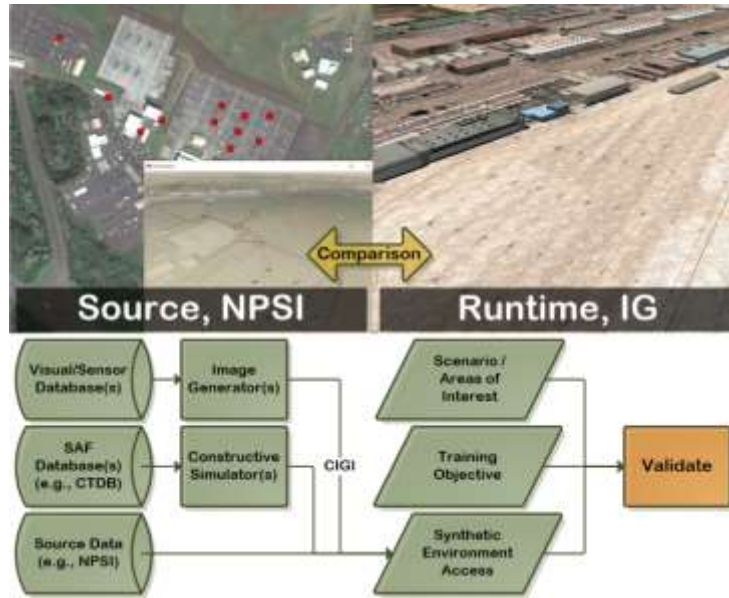 Comparison
Source, NPSI
Runtime, IG
Visual/Sensor
Database(s)
Image
Generator(s)
Scenario /
Areas of
Interest
SAF
Database(s)
(e.g., CTDB)
Constructive
Simulator(s)
CIGI
Training
Objective
Validate
Source Data
(e.g., NPSI)
Synthetic
Environment
Access